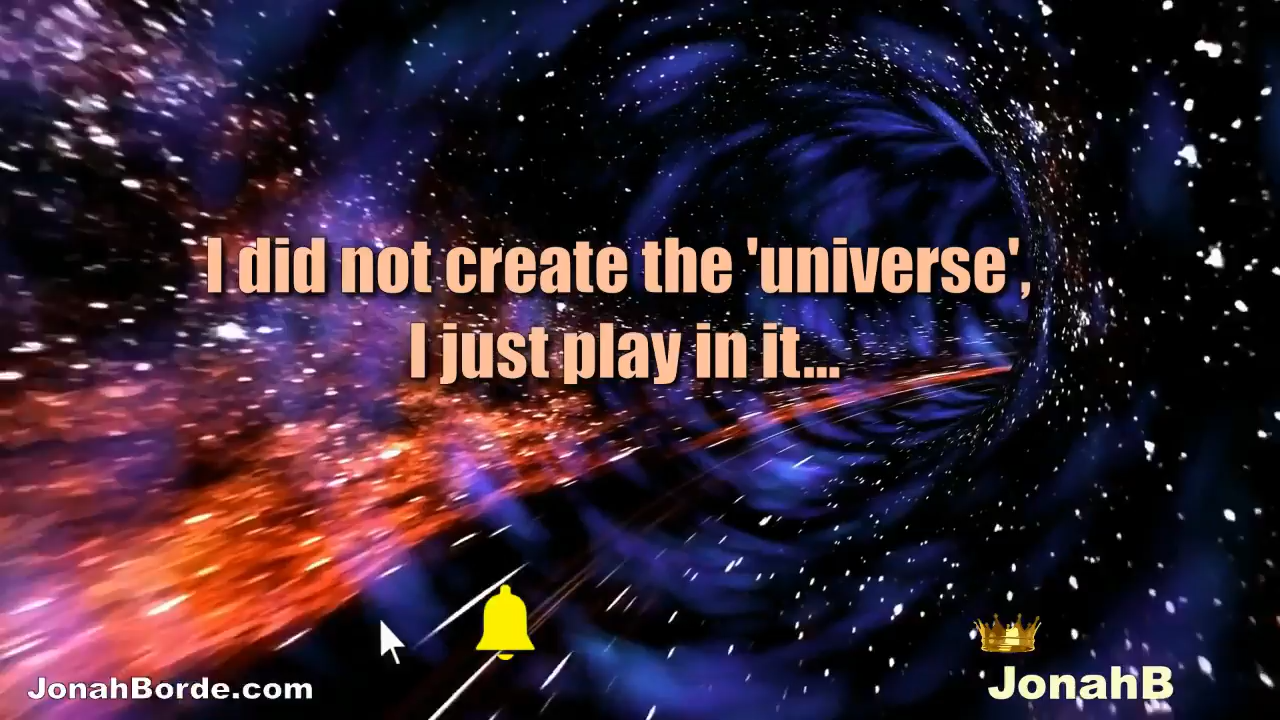 I did not create the 'universe',
I just play in it...
JonahBorde.com
JonahB